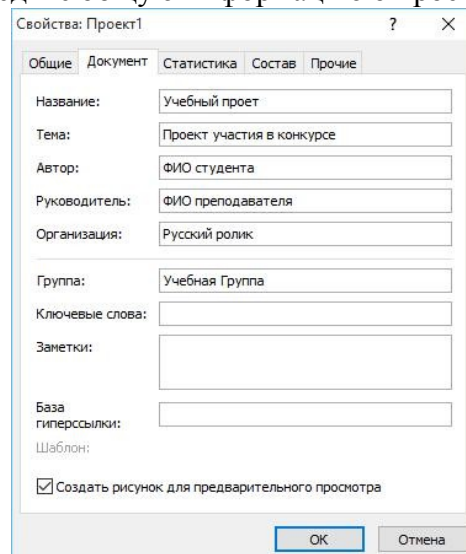 Свойства: Проект1 ? ×
Общие Документ Статистика Состав Прочие
Название: Учебный проет
Тема: Проект участия в конкурсе
Автор: ФИО студента
Руководитель: ФИО преподавателя
Организация: Русский ролик
Группа: Учебная Группа
Ключевые слова:
Заметки:
База
гиперссылки:
Шаблон:
Создать рисунок для предварительного просмотра
ОК Отмена